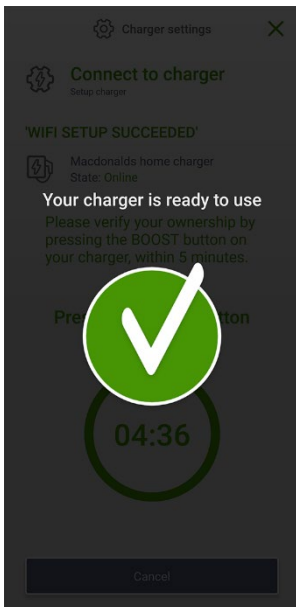 Charger settings
Connect to charger
Setup charger
'WIFI SETUP SUCCEEDED'
Macdonalds home charger
State: Online
Your charger is ready to use
Please verify your ownership by
pressing the BOOST button on
your charger, within 5 minutes.
04:36
Cancel